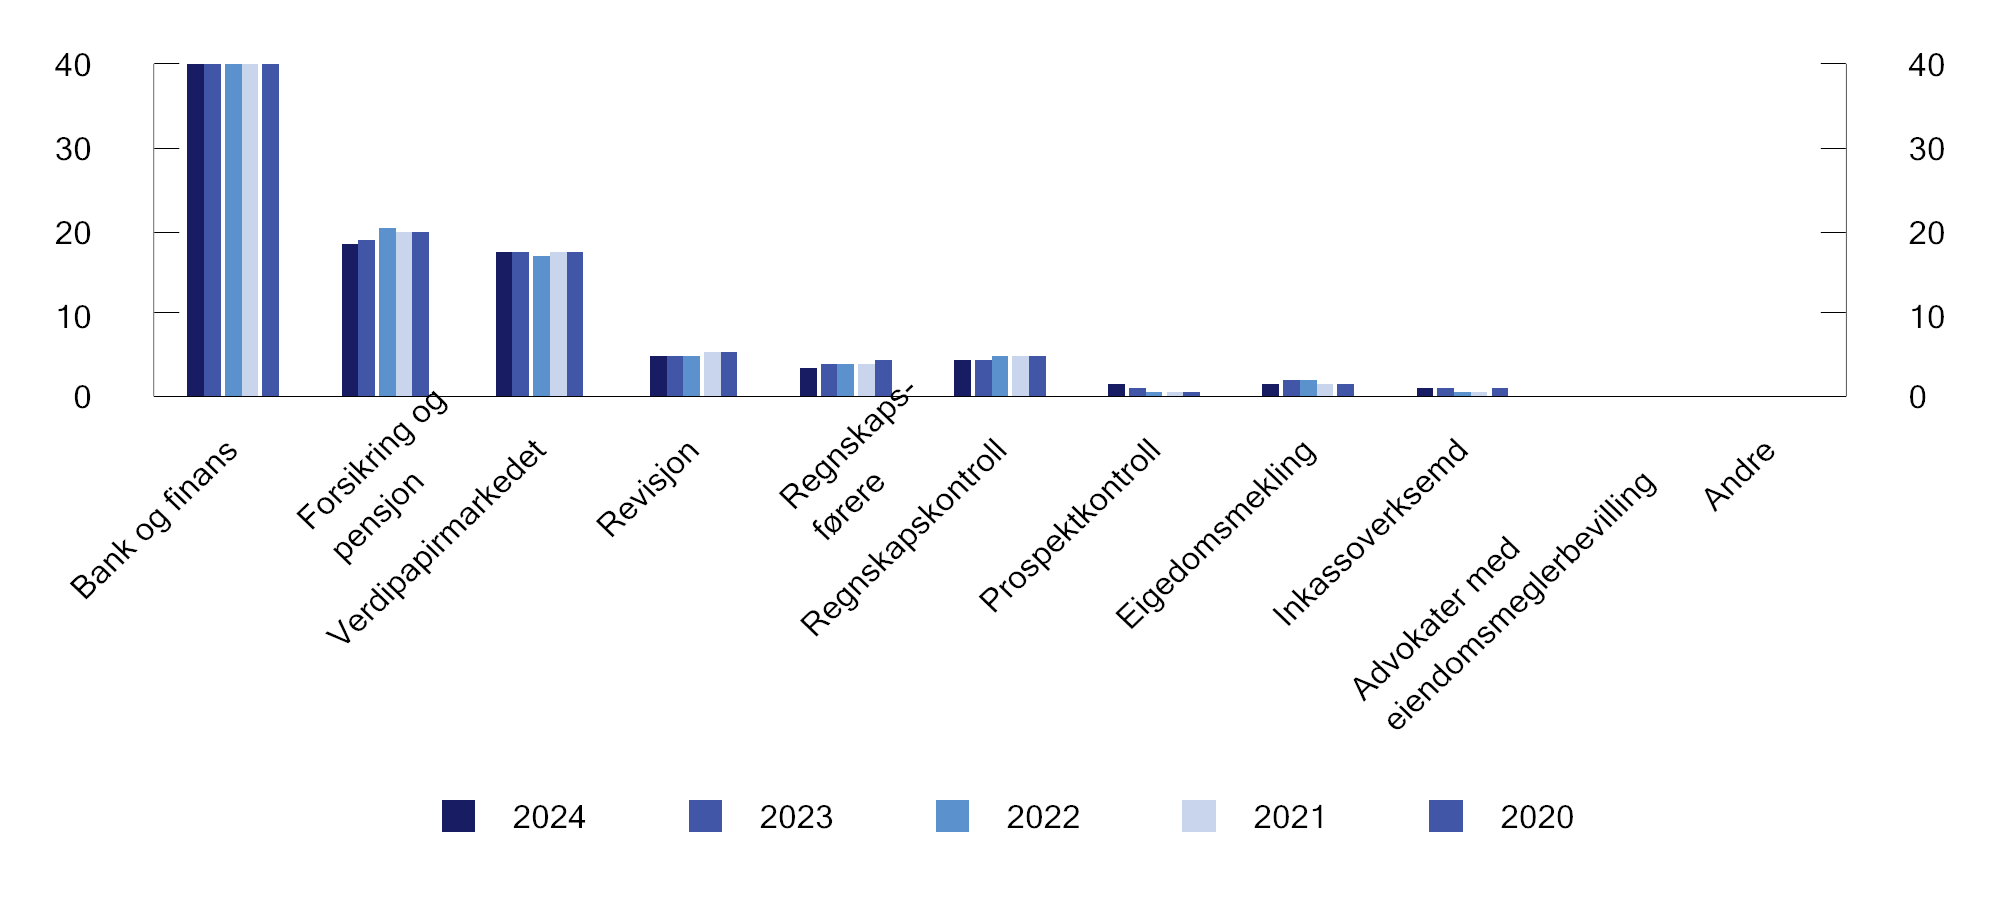 40 40
30 30
20 20
10 10
0 0
Bank og finans
Forsikring og
pensjon
Verdipapirmarkedet
Revisjon
Regnskaps-
førere
Regnskapskontroll
Prospektkontroll
Eigedomsmekling
Inkassoverksemd
Advokater med
eiendomsmeglerbevilling
Andre
2024 2023 2022 2021 2020